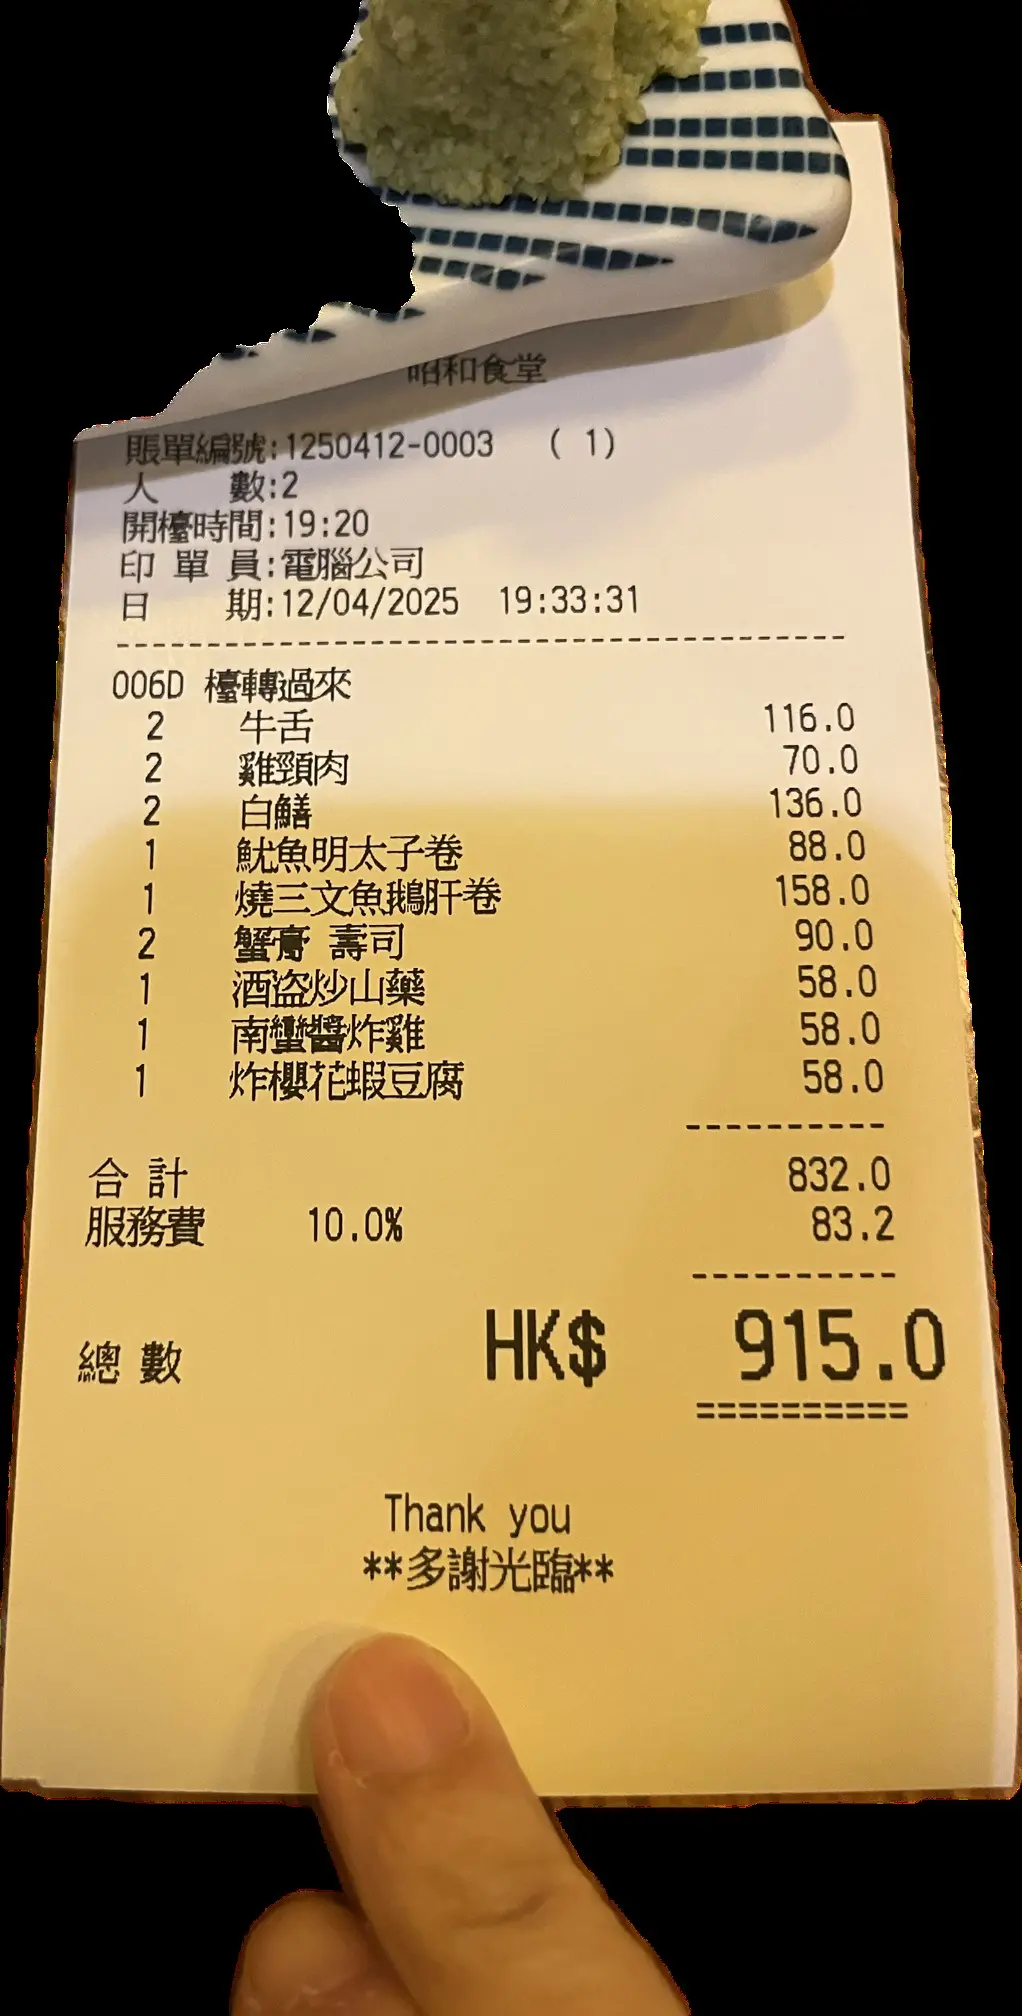 昭和食堂
賬單編號:1250412-0003 ( 1)
人 數:2
開檯時間:19:20
印 單 員:電腦公司
日 期:12/04/2025 19:33:31
----------------------------------------
006D 檯轉過來
2 牛舌 116.0
2 雞頸肉 70.0
2 白鱔 136.0
1 魷魚明太子卷 88.0
1 燒三文魚鵝肝卷 158.0
2 蟹膏 壽司 90.0
1 酒盜炒山藥 58.0
1 南蠻醬炸雞 58.0
1 炸櫻花蝦豆腐 58.0
----------
合 計 832.0
服務費 10.0% 83.2
----------
總 數 HK$ 915.0
==========
Thank you
**多謝光臨**